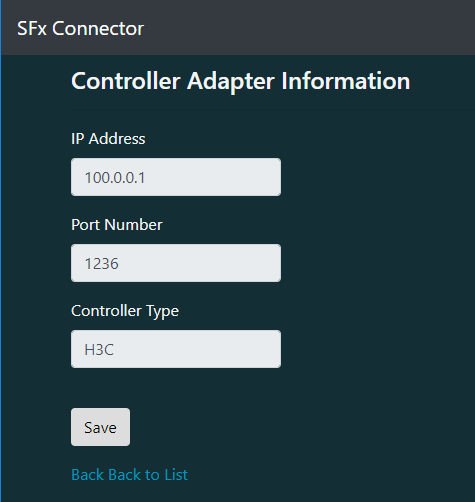 SFx Connector
Controller Adapter Information
IP Address
100.0.0.1
Port Number
1236
Controller Type
H3C
Save
Back Back to List